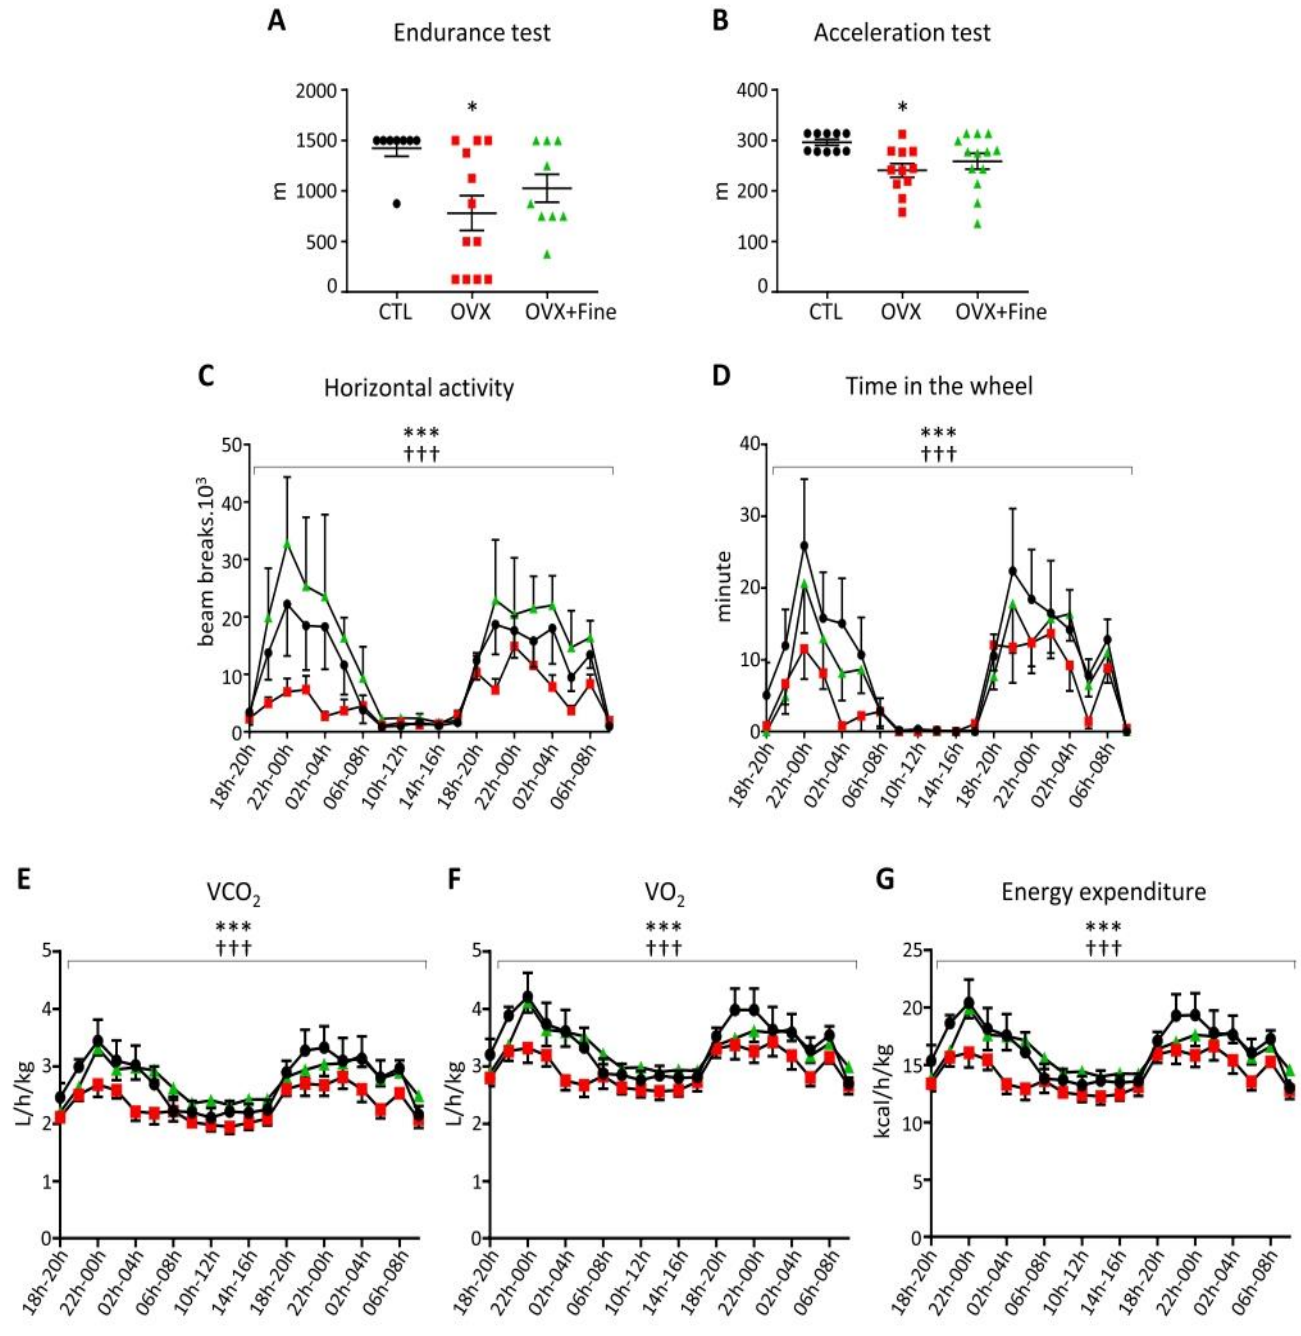 A
Endurance test
2000
1500
1000
500
0
m
*
CTL
OVX
OVX+Fine
B
Acceleration test
400
300
200
100
0
m
*
CTL
OVX
OVX+Fine
C
Horizontal activity
***
†††
50
40
30
20
10
0
beam breaks.10³
18h-20h
22h-00h
02h-04h
06h-08h
10h-12h
14h-16h
18h-20h
22h-00h
02h-04h
06h-08h
D
Time in the wheel
***
†††
40
30
20
10
0
minute
18h-20h
22h-00h
02h-04h
06h-08h
10h-12h
14h-16h
18h-20h
22h-00h
02h-04h
06h-08h
E
VCO₂
***
†††
5
4
3
2
1
0
L/h/kg
18h-20h
22h-00h
02h-04h
06h-08h
10h-12h
14h-16h
18h-20h
22h-00h
02h-04h
06h-08h
F
VO₂
***
†††
5
4
3
2
1
0
L/h/kg
18h-20h
22h-00h
02h-04h
06h-08h
10h-12h
14h-16h
18h-20h
22h-00h
02h-04h
06h-08h
G
Energy expenditure
***
†††
25
20
15
10
5
0
kcal/h/kg
18h-20h
22h-00h
02h-04h
06h-08h
10h-12h
14h-16h
18h-20h
22h-00h
02h-04h
06h-08h